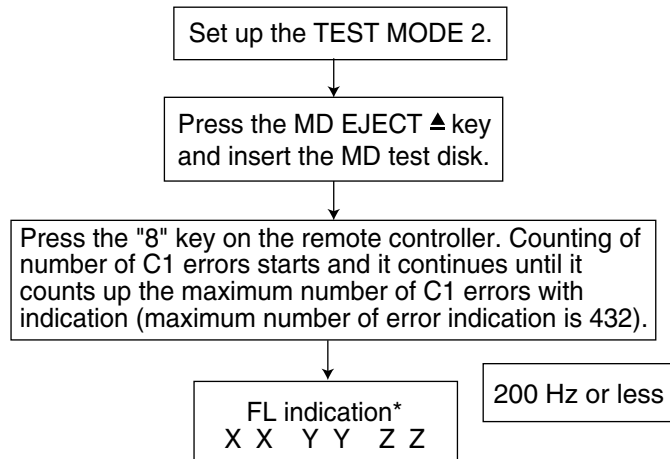 Set up the TEST MODE 2.
Press the MD EJECT ≜ key
and insert the MD test disk.
Press the "8" key on the remote controller. Counting of
number of C1 errors starts and it continues until it
counts up the maximum number of C1 errors with
indication (maximum number of error indication is 432).
FL indication*
X X Y Y Z Z
200 Hz or less